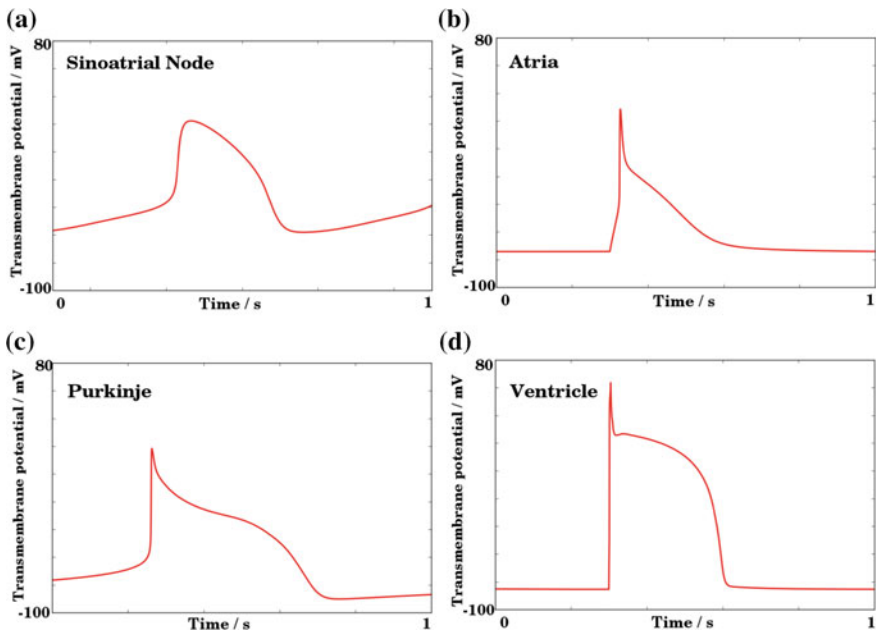 (a)
80
Sinoatrial Node
Transmembrane potential / mV
-100
0
Time / s
1
(b)
80
Atria
Transmembrane potential / mV
-100
0
Time / s
1
(c)
80
Purkinje
Transmembrane potential / mV
-100
0
Time / s
1
(d)
80
Ventricle
Transmembrane potential / mV
-100
0
Time / s
1